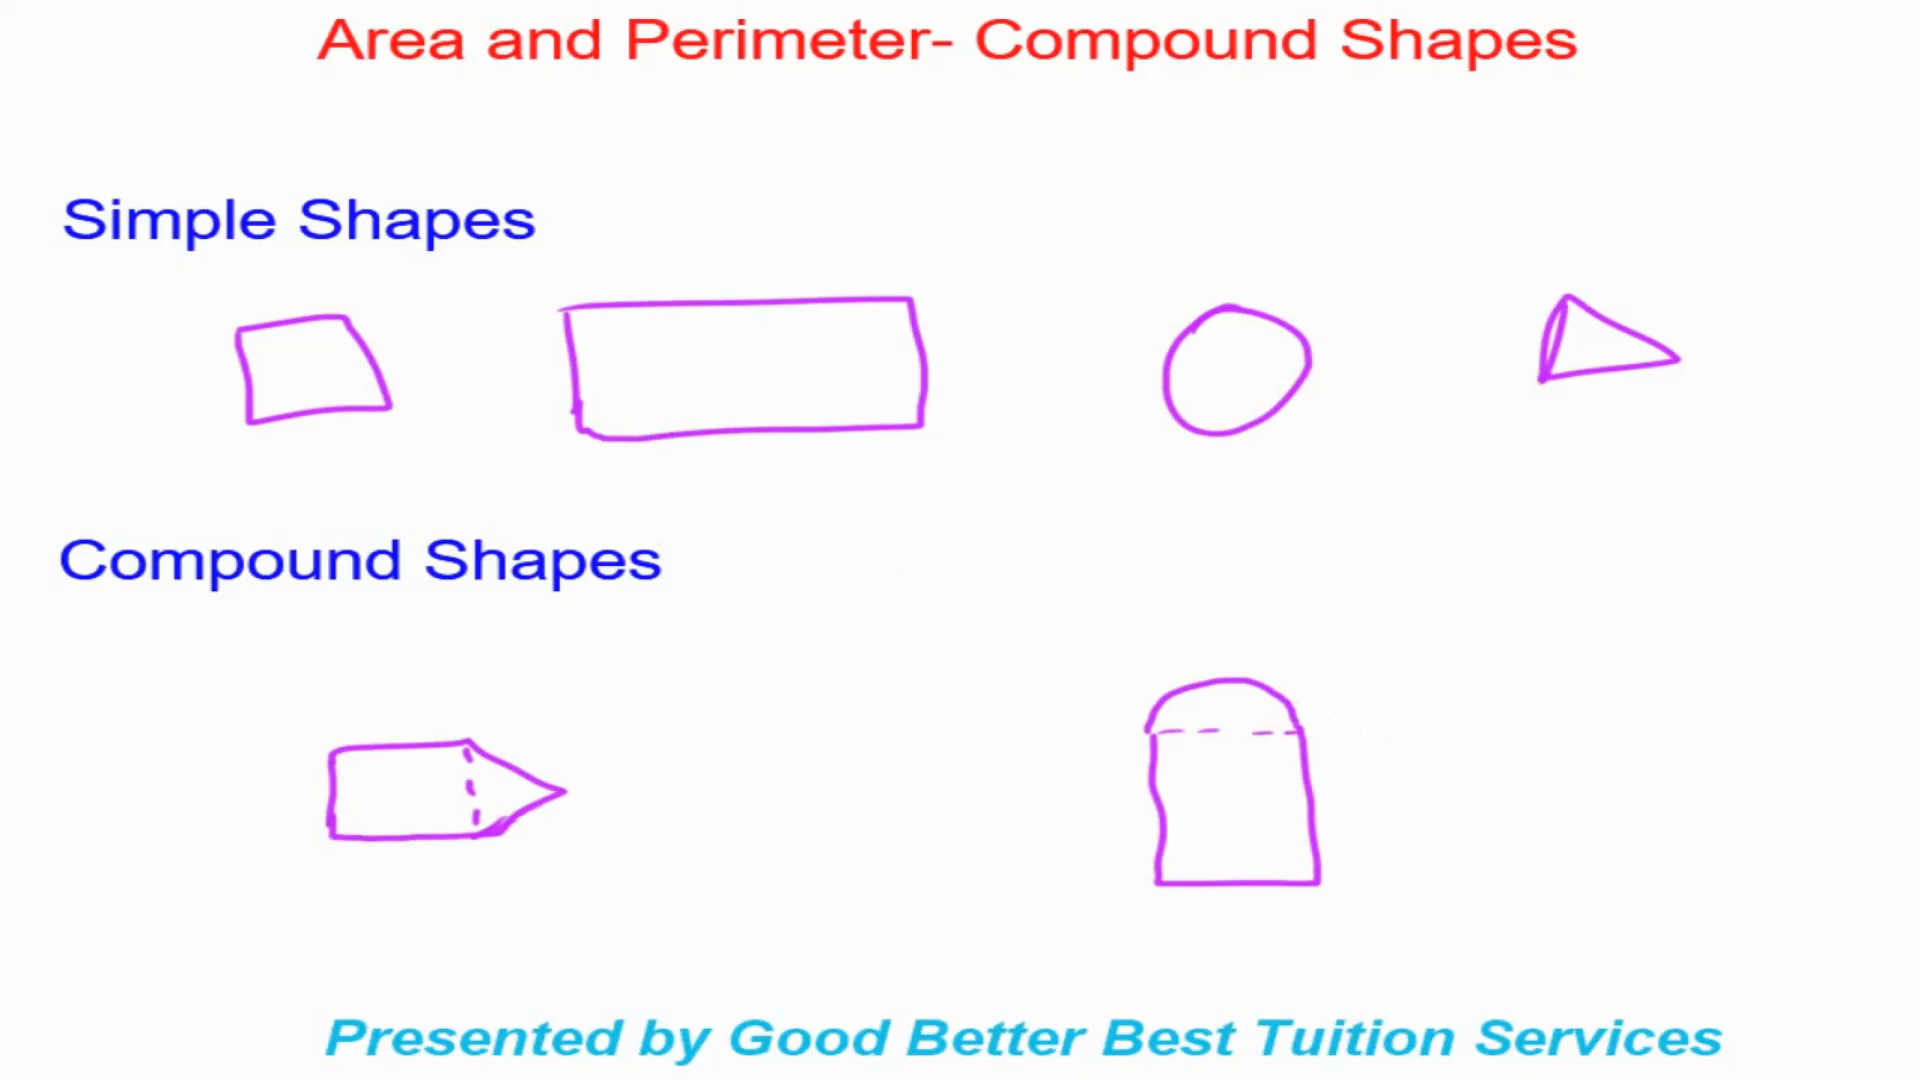 Area and Perimeter- Compound Shapes
Simple Shapes
Compound Shapes
Presented by Good Better Best Tuition Services